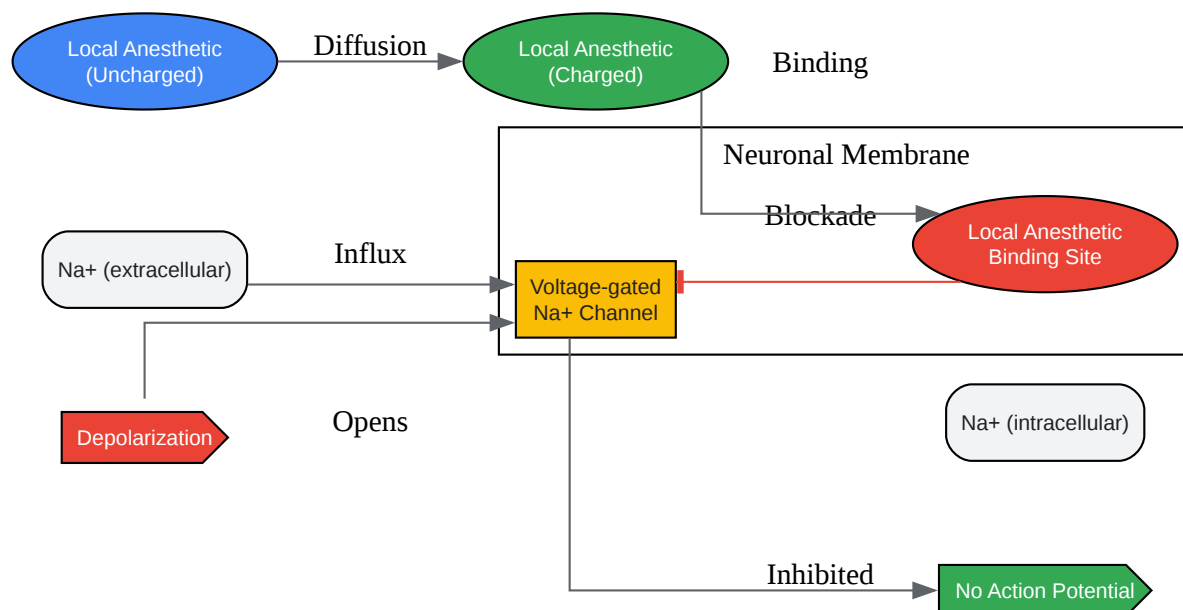 Local Anesthetic
(Uncharged)
Diffusion
Local Anesthetic
(Charged)
Binding
Neuronal Membrane
Blockade
Local Anesthetic
Binding Site
Na+ (extracellular)
Influx
Voltage-gated
Na+ Channel
Depolarization
Opens
Na+ (intracellular)
Inhibited
No Action Potential